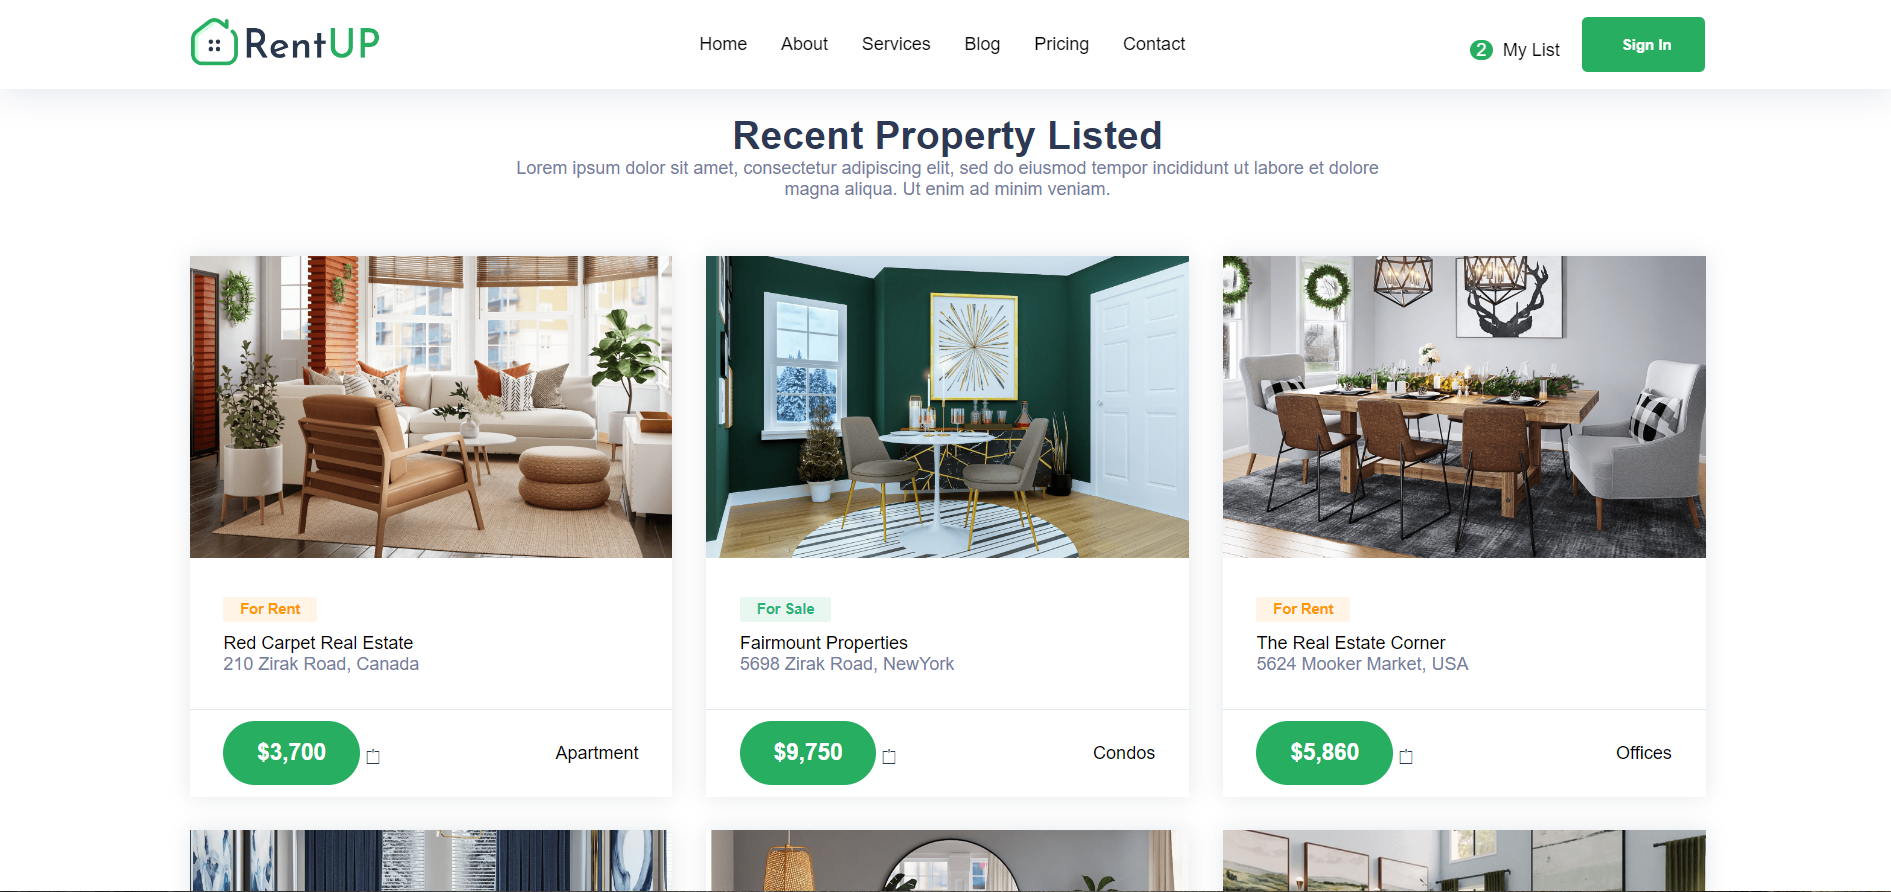 RentUP
Home About Services Blog Pricing Contact
2 My List
Sign In
Recent Property Listed
Lorem ipsum dolor sit amet, consectetur adipiscing elit, sed do eiusmod tempor incididunt ut labore et dolore
magna aliqua. Ut enim ad minim veniam.
For Rent
Red Carpet Real Estate
210 Zirak Road, Canada
$3,700
Apartment
For Sale
Fairmount Properties
5698 Zirak Road, NewYork
$9,750
Condos
For Rent
The Real Estate Corner
5624 Mooker Market, USA
$5,860
Offices